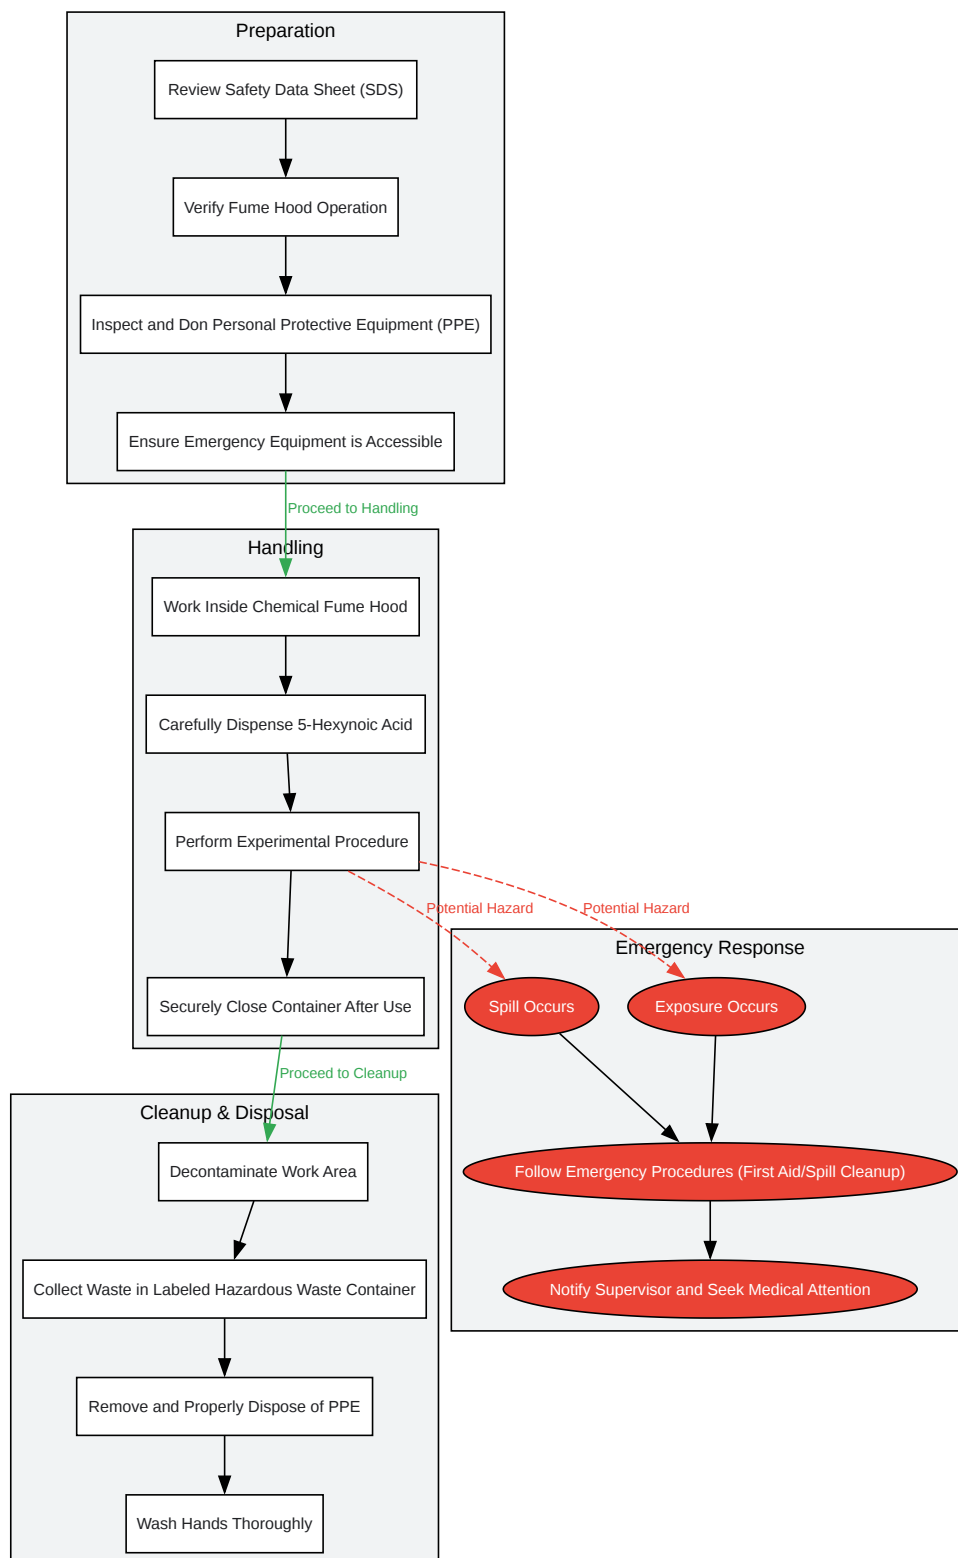 Preparation
Review Safety Data Sheet (SDS)
Verify Fume Hood Operation
Inspect and Don Personal Protective Equipment (PPE)
Ensure Emergency Equipment is Accessible
Proceed to Handling
Handling
Work Inside Chemical Fume Hood
Carefully Dispense 5-Hexynoic Acid
Perform Experimental Procedure
Potential Hazard
Potential Hazard
Securely Close Container After Use
Emergency Response
Spill Occurs
Exposure Occurs
Follow Emergency Procedures (First Aid/Spill Cleanup)
Notify Supervisor and Seek Medical Attention
Proceed to Cleanup
Cleanup & Disposal
Decontaminate Work Area
Collect Waste in Labeled Hazardous Waste Container
Remove and Properly Dispose of PPE
Wash Hands Thoroughly